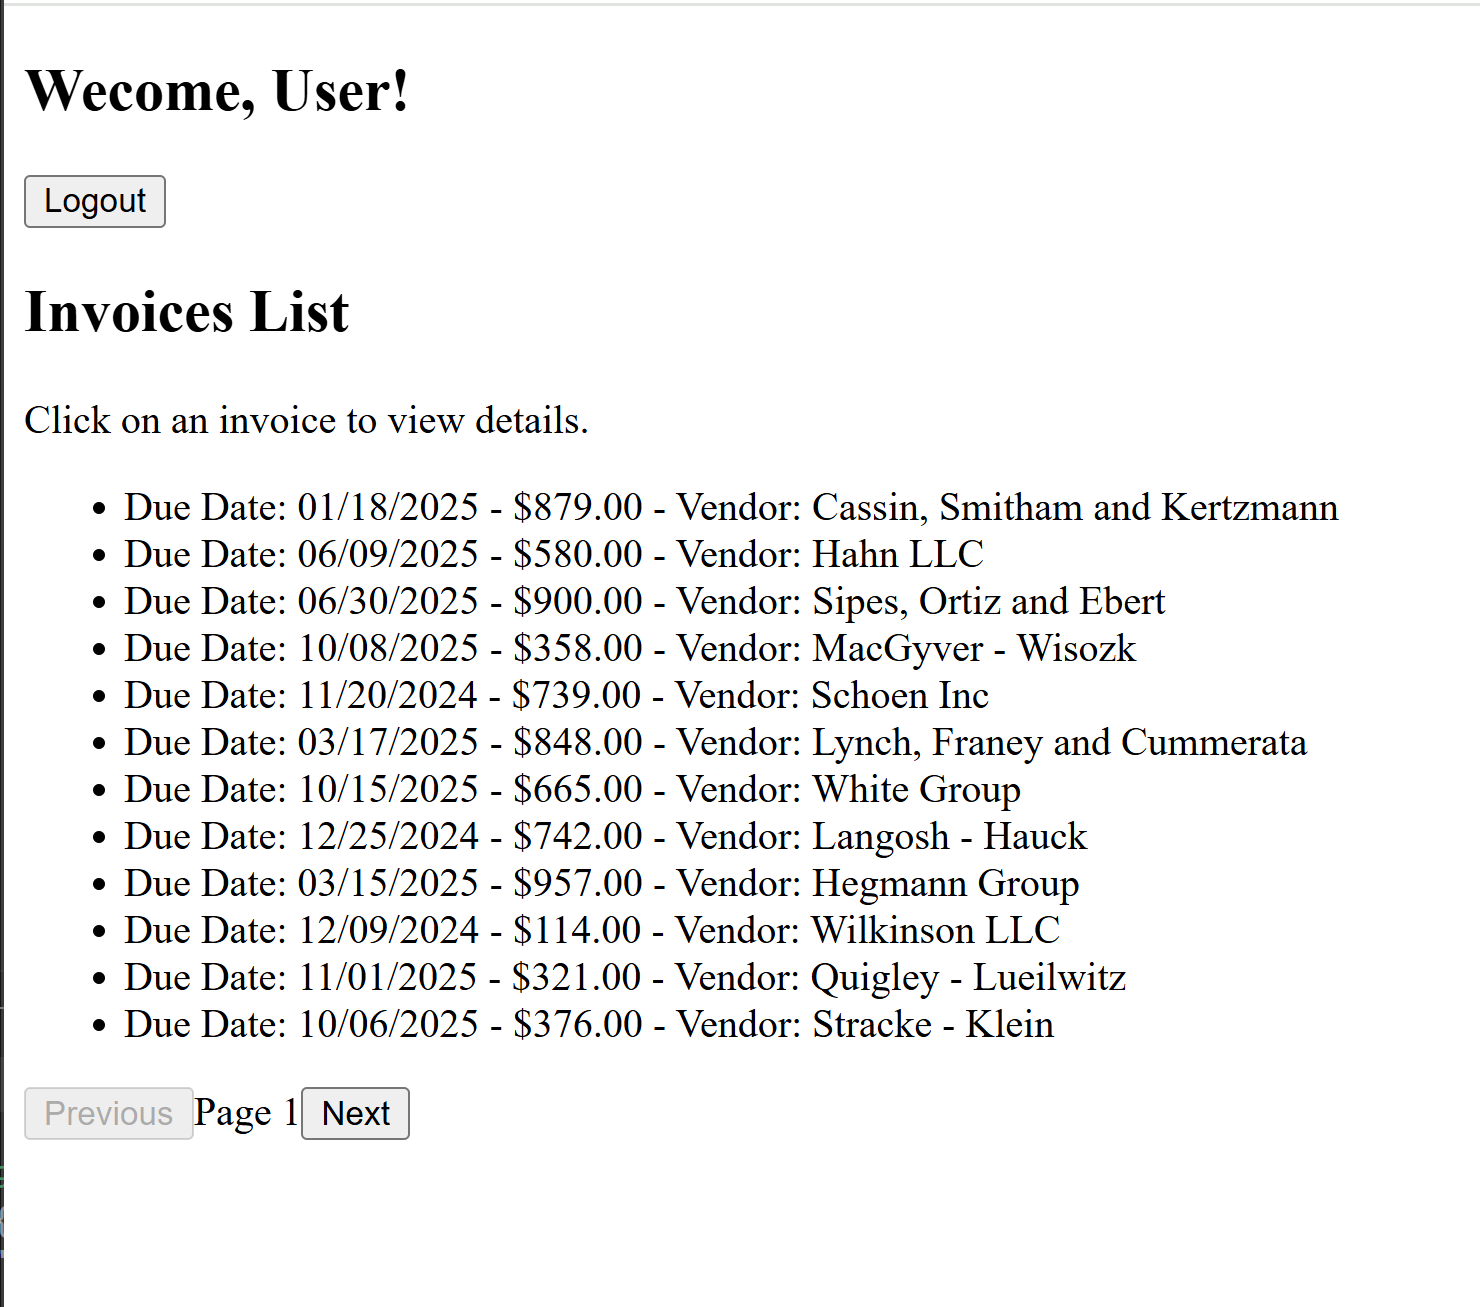 Wecome, User!
Logout
Invoices List
Click on an invoice to view details.
Due Date: 01/18/2025 - $879.00 - Vendor: Cassin, Smitham and Kertzmann
Due Date: 06/09/2025 - $580.00 - Vendor: Hahn LLC
Due Date: 06/30/2025 - $900.00 - Vendor: Sipes, Ortiz and Ebert
Due Date: 10/08/2025 - $358.00 - Vendor: MacGyver - Wisozk
Due Date: 11/20/2024 - $739.00 - Vendor: Schoen Inc
Due Date: 03/17/2025 - $848.00 - Vendor: Lynch, Franey and Cummerata
Due Date: 10/15/2025 - $665.00 - Vendor: White Group
Due Date: 12/25/2024 - $742.00 - Vendor: Langosh - Hauck
Due Date: 03/15/2025 - $957.00 - Vendor: Hegmann Group
Due Date: 12/09/2024 - $114.00 - Vendor: Wilkinson LLC
Due Date: 11/01/2025 - $321.00 - Vendor: Quigley - Lueilwitz
Due Date: 10/06/2025 - $376.00 - Vendor: Stracke - Klein
Previous Page 1 Next